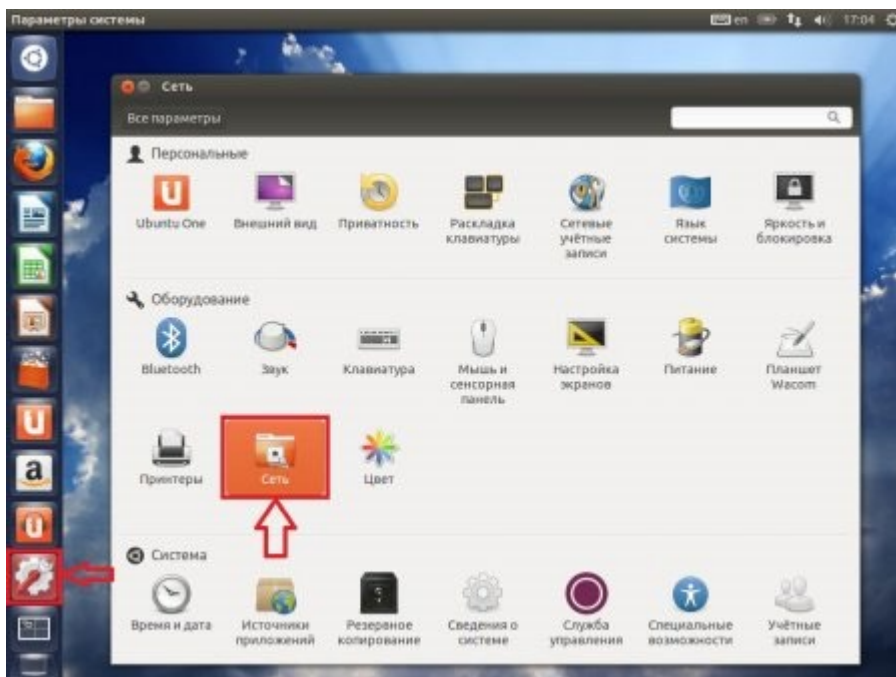 Параметры системы
en 17:04
Сеть
Все параметры
Персональные
Ubuntu One
Внешний вид
Приватность
Раскладка
клавиатуры
Сетевые
учётные
записи
Язык
системы
Яркость и
блокировка
Оборудование
Bluetooth
Звук
Клавиатура
Мышь и
сенсорная
панель
Настройка
экранов
Питание
Планшет
Wacom
Принтеры
Сеть
Цвет
Система
Время и дата
Источники
приложений
Резервное
копирование
Сведения о
системе
Служба
управления
Специальные
возможности
Учётные
записи